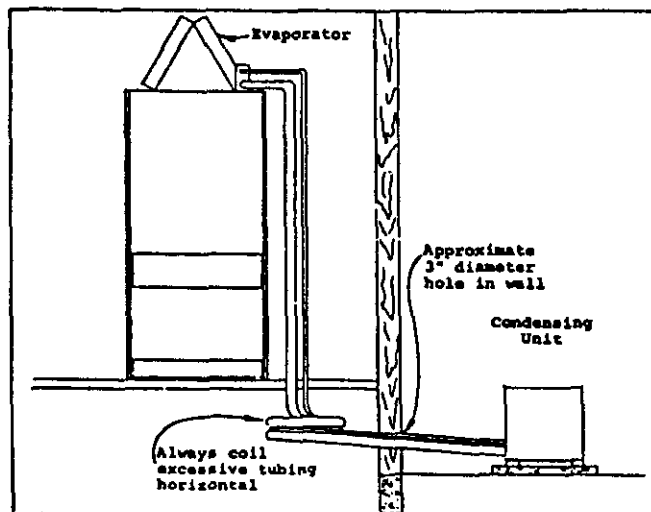 Evaporator
Approximate
3" diameter
hole in wall
Condensing
Unit
Always coil
excessive tubing
horizontal